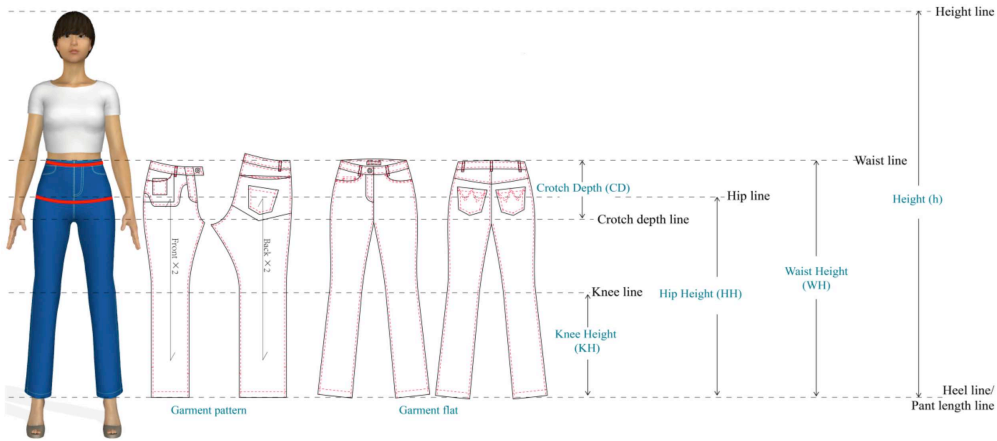 Height line
Waist line
Crotch Depth (CD)
Hip line
Height (h)
Crotch depth line
Front × 2
Back × 2
Waist Height
(WH)
Knee line
Hip Height (HH)
Knee Height
(KH)
Heel line/
Pant length line
Garment pattern
Garment flat